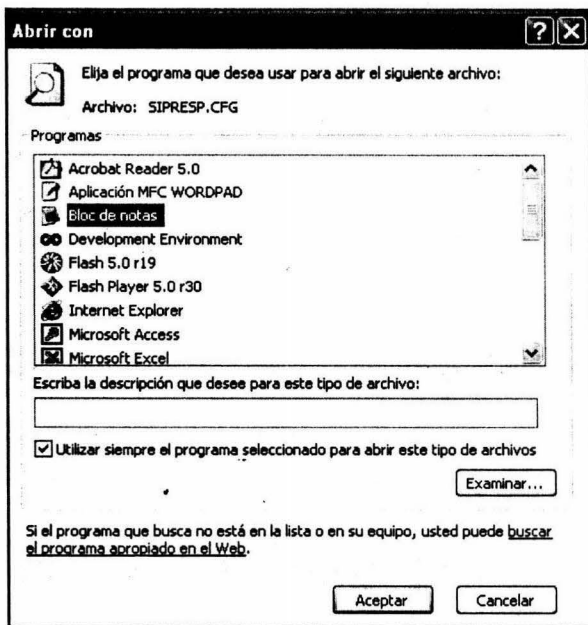 Abrir con
Elija el programa que desea usar para abrir el siguiente archivo:
Archivo: SIPRESP.CFG
Programas
Acrobat Reader 5.0
Aplicación MFC WORDPAD
Bloc de notas
Development Environment
Flash 5.0 r19
Flash Player 5.0 r30
Internet Explorer
Microsoft Access
Microsoft Excel
Escriba la descripción que desee para este tipo de archivo:
Utilizar siempre el programa seleccionado para abrir este tipo de archivos
Examinar...
Si el programa que busca no está en la lista o en su equipo, usted puede buscar
el programa apropiado en el Web.
Aceptar Cancelar